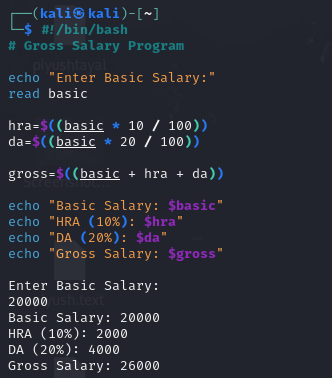 ┌──(kali㉿kali)-[~]
└─$ #!/bin/bash
# Gross Salary Program
echo "Enter Basic Salary:"
read basic
hra=$((basic * 10 / 100))
da=$((basic * 20 / 100))
gross=$((basic + hra + da))
echo "Basic Salary: $basic"
echo "HRA (10%): $hra"
echo "DA (20%): $da"
echo "Gross Salary: $gross"
Enter Basic Salary:
20000
Basic Salary: 20000
HRA (10%): 2000
DA (20%): 4000
Gross Salary: 26000